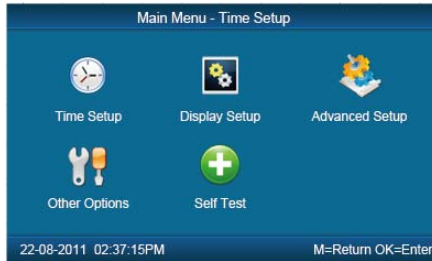 Main Menu - Time Setup
Time Setup Display Setup Advanced Setup
Other Options Self Test
22-08-2011 02:37:15PM M=Return OK=Enter